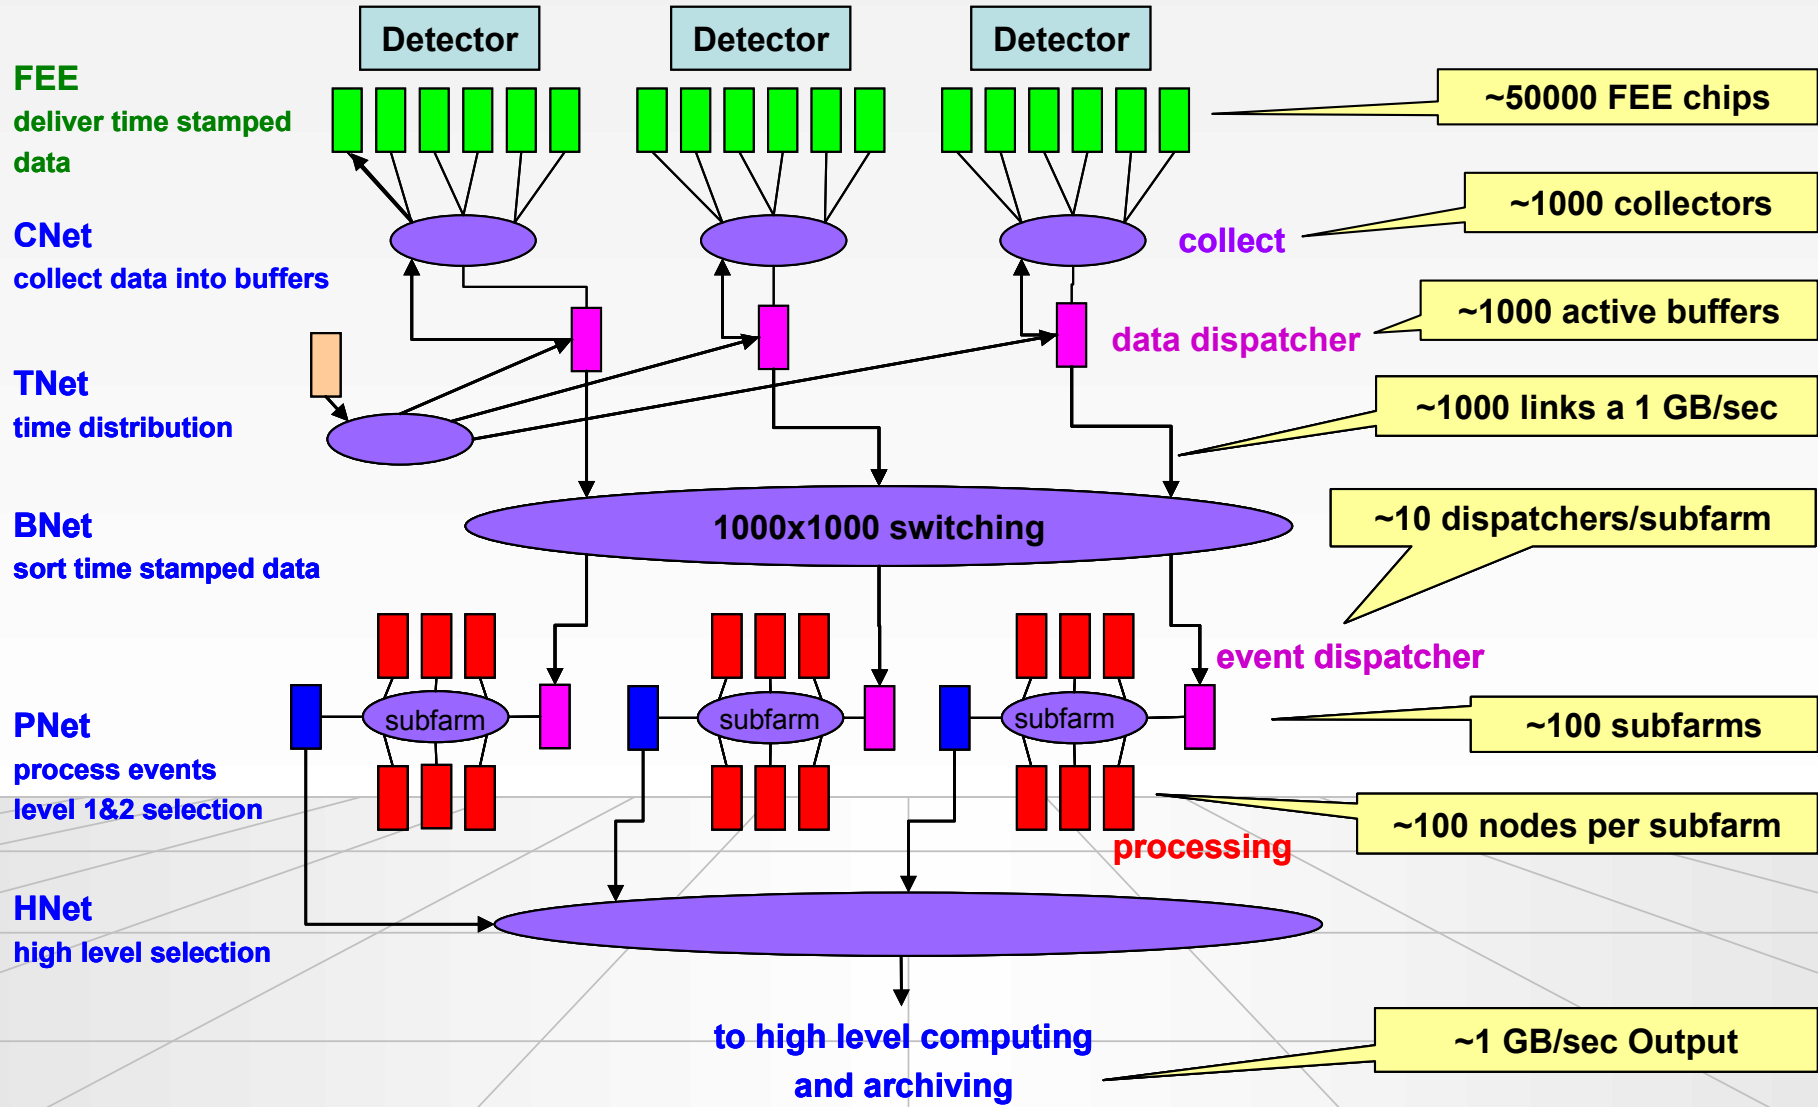 Detector
Detector
Detector
FEE
deliver time stamped
data
~50000 FEE chips
CNet
collect data into buffers
collect
~1000 collectors
data dispatcher
~1000 active buffers
TNet
time distribution
~1000 links a 1 GB/sec
BNet
sort time stamped data
1000x1000 switching
~10 dispatchers/subfarm
event dispatcher
PNet
process events
level 1&2 selection
subfarm
subfarm
subfarm
~100 subfarms
~100 nodes per subfarm
processing
HNet
high level selection
to high level computing
and archiving
~1 GB/sec Output